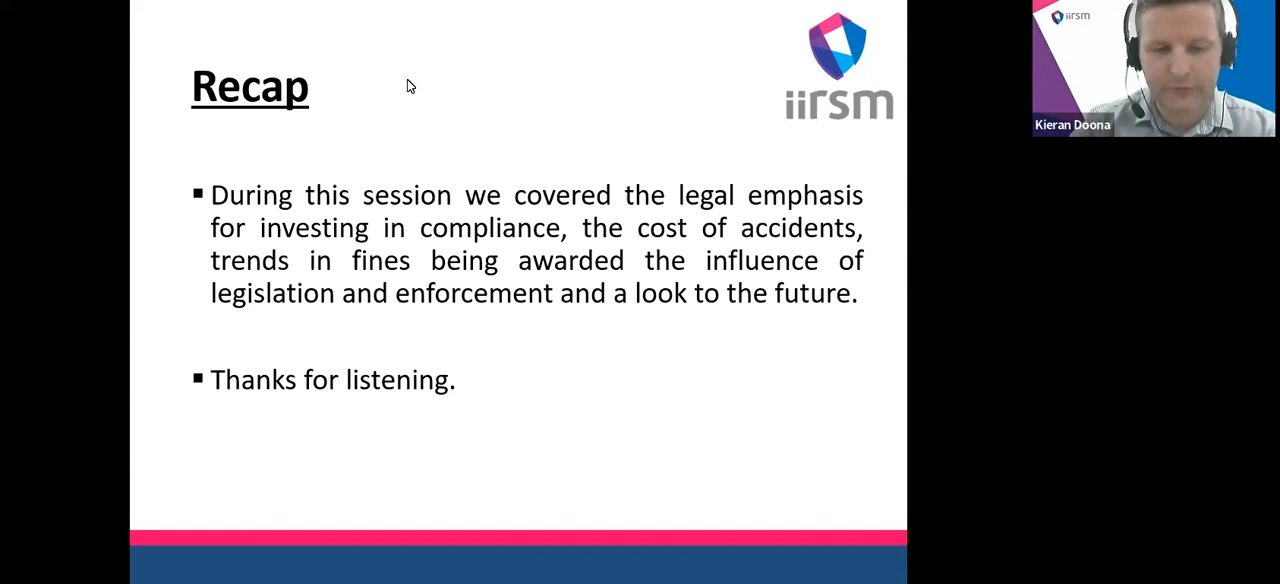 Recap
iirsm
▪ During this session we covered the legal emphasis
for investing in compliance, the cost of accidents,
trends in fines being awarded the influence of
legislation and enforcement and a look to the future.
▪ Thanks for listening.
iirsm
Kieran Doona